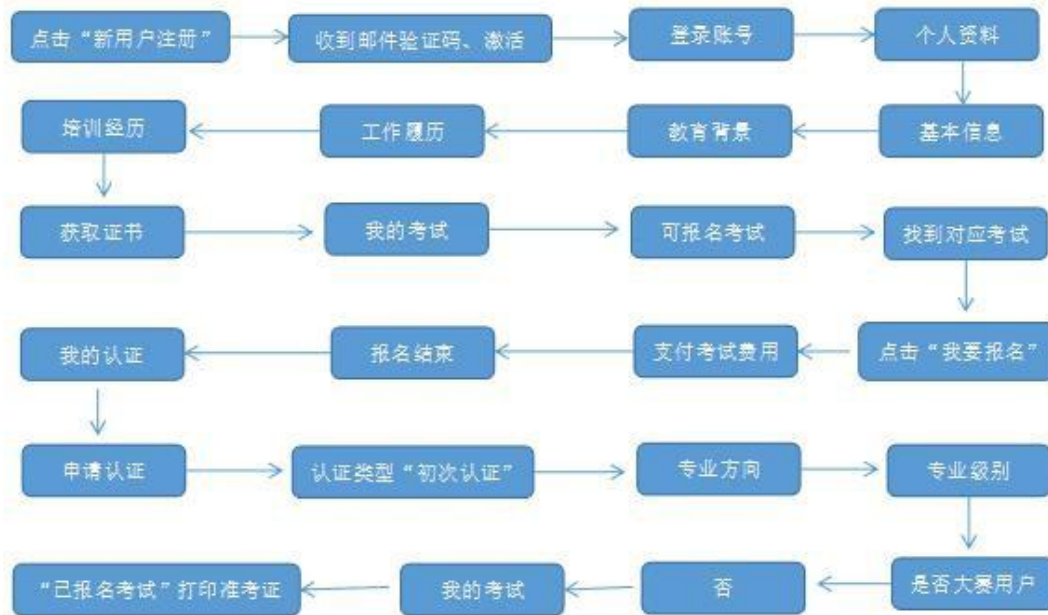 点击“新用户注册”
收到邮件验证码、激活
登录账号
个人资料
基本信息
教育背景
工作履历
培训经历
获取证书
我的考试
可报名考试
找到对应考试
点击“我要报名”
支付考试费用
报名结束
我的认证
申请认证
认证类型“初次认证”
专业方向
专业级别
是否大赛用户
否
我的考试
“已报名考试”打印准考证